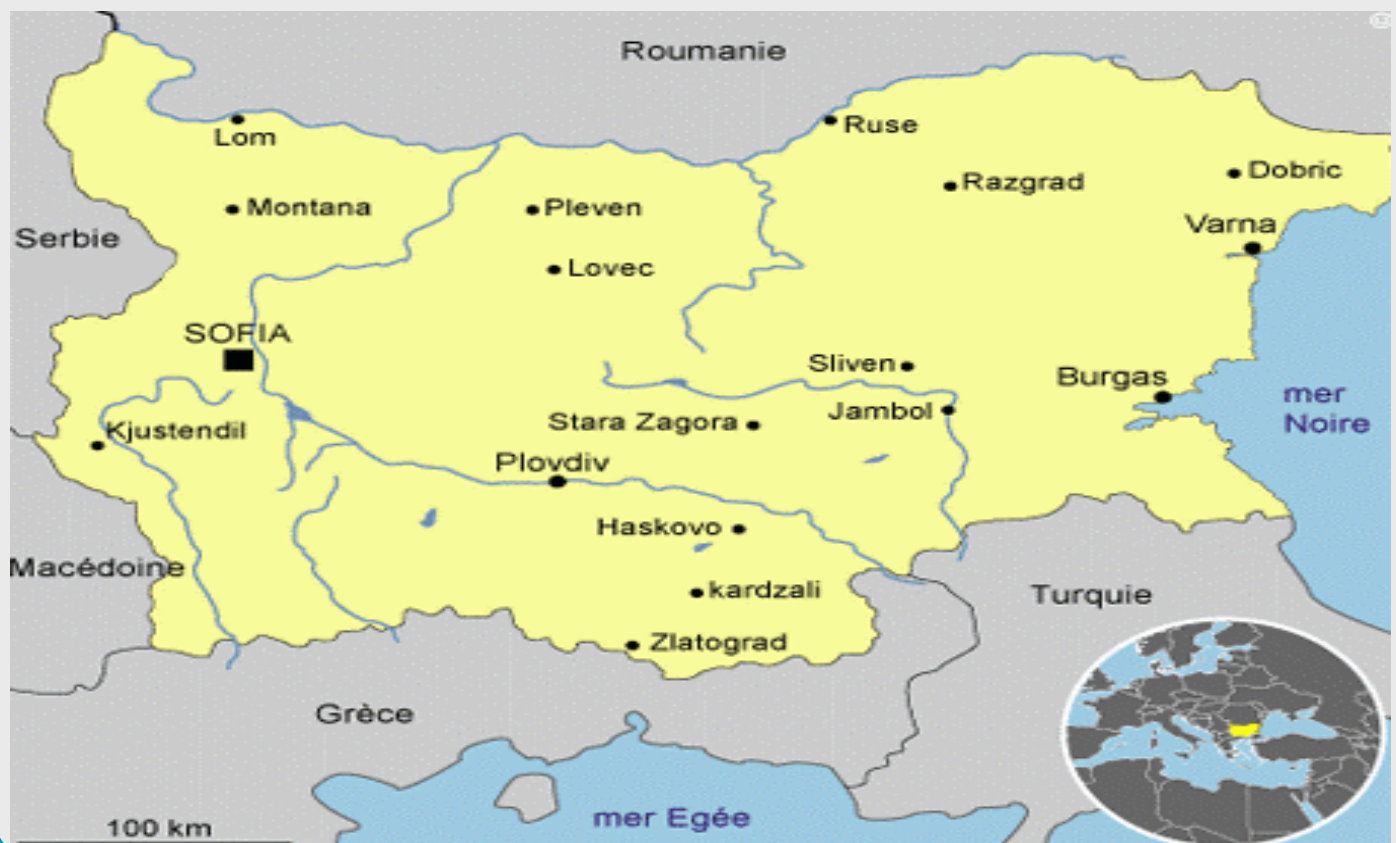 Roumanie
Lom
Ruse
Dobric
Razgrad
Montana
Pleven
Varna
Serbie
Lovec
SOFIA
Sliven
Burgas
mer
Noire
Jambol
Stara Zagora
Kjustendil
Plovdiv
Haskovo
Macédoine
kardzali
Turquie
Zlatograd
Grèce
mer Egée
100 km